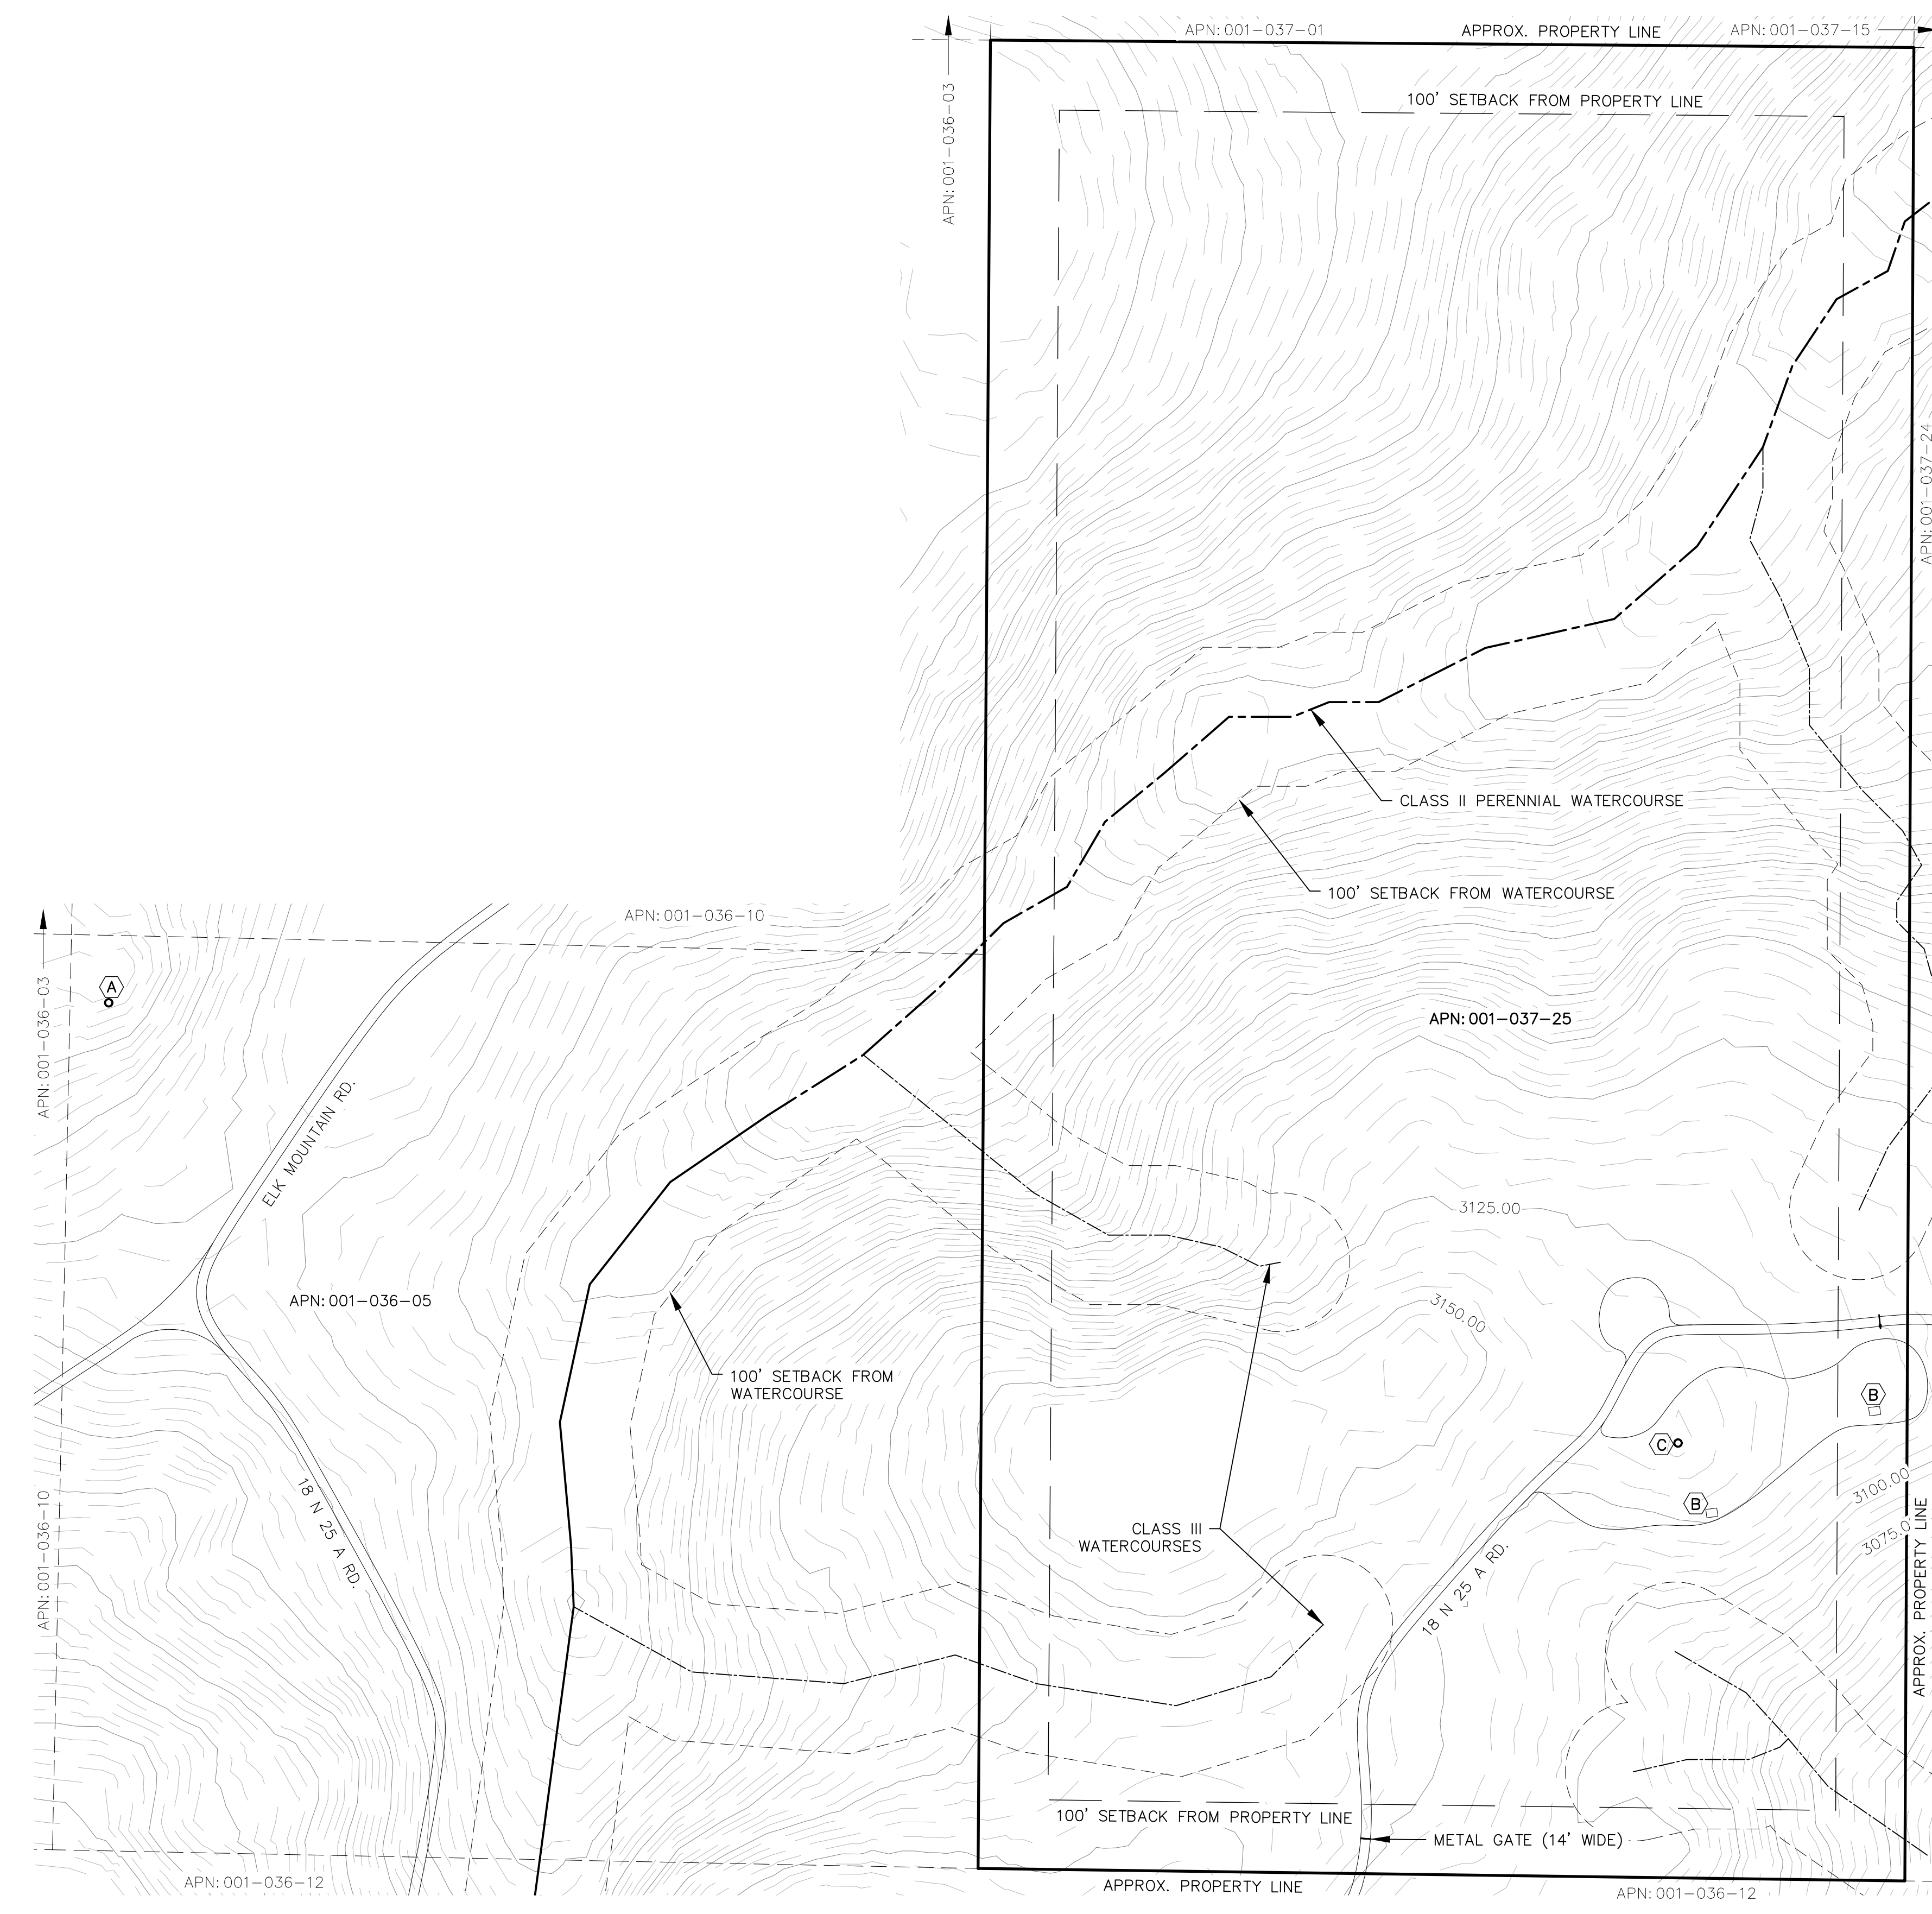 APN: 001-037-01
APPROX. PROPERTY LINE
APN: 001-037-15
APN: 001-036-03
100' SETBACK FROM PROPERTY LINE
APN: 001-037-24
CLASS II PERENNIAL WATERCOURSE
100' SETBACK FROM WATERCOURSE
APN: 001-036-10
A
APN: 001-036-03
APN: 001-037-25
ELK MOUNTAIN RD.
3125.00
APN: 001-036-05
3150.00
100' SETBACK FROM
WATERCOURSE
B
C
B
3100.00
3075.0
18 N 25 A RD.
APN: 001-036-10
CLASS III
WATERCOURSES
18 N 25 A RD.
APPROX. PROPERTY LINE
100' SETBACK FROM PROPERTY LINE
METAL GATE (14' WIDE)
APN: 001-036-12
APPROX. PROPERTY LINE
APN: 001-036-12